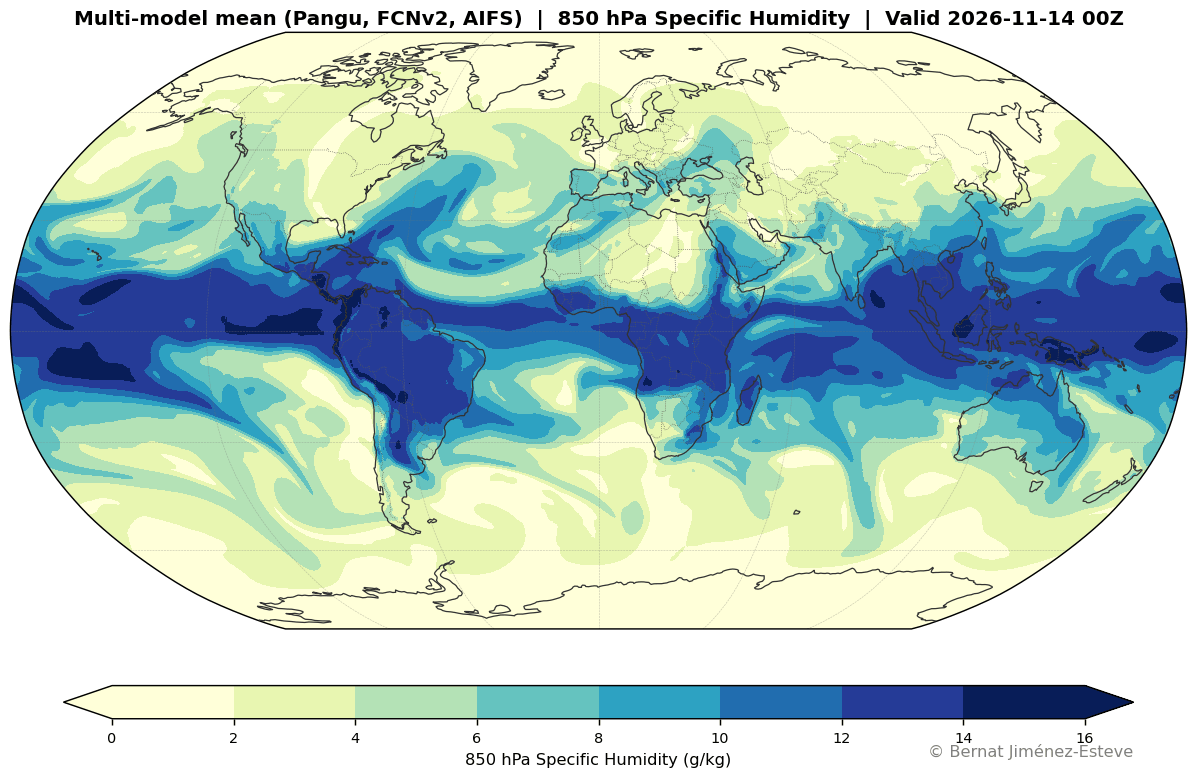 Multi-model mean (Pangu, FCNv2, AIFS) | 850 hPa Specific Humidity | Valid 2026-11-14 00Z
0 2 4 6 8 10 12 14 16
850 hPa Specific Humidity (g/kg)
© Bernat Jiménez-Esteve